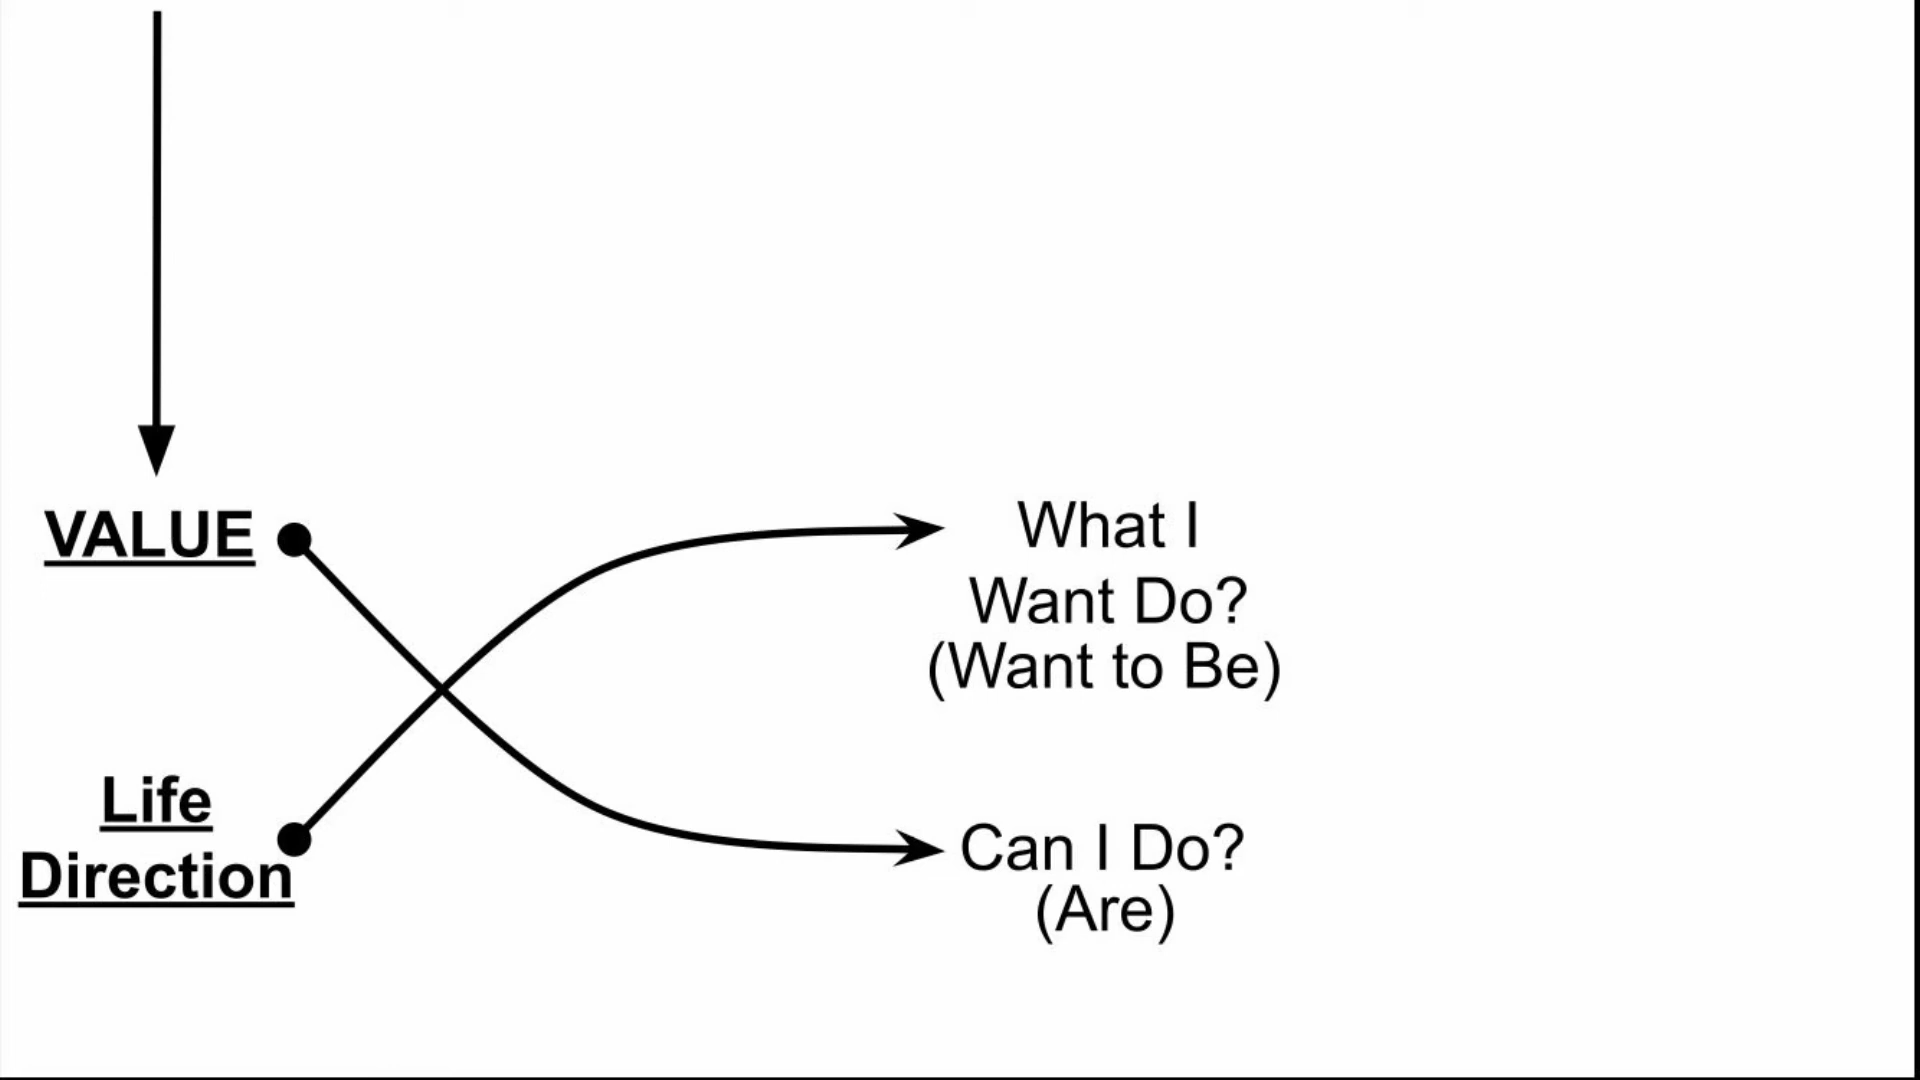 VALUE
What I
Want Do?
(Want to Be)
Life
Direction
Can I Do?
(Are)